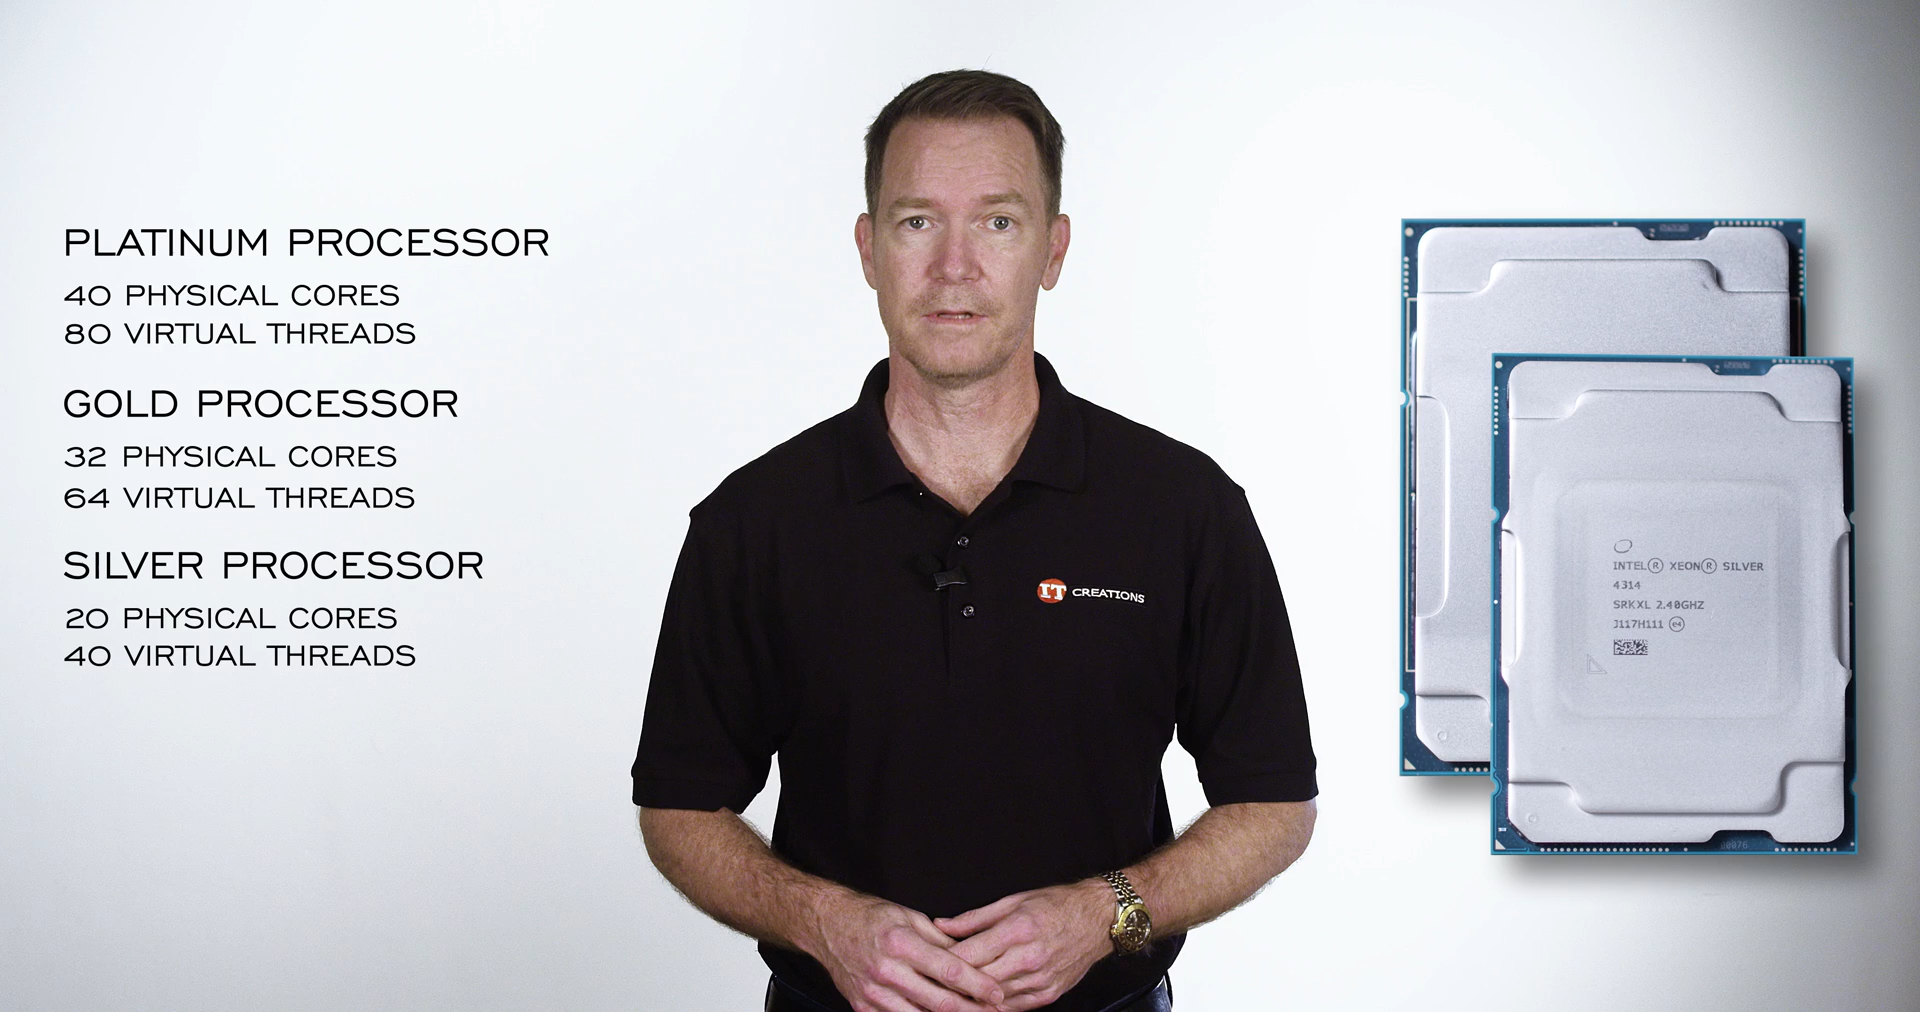 PLATINUM PROCESSOR
40 PHYSICAL CORES
80 VIRTUAL THREADS
GOLD PROCESSOR
32 PHYSICAL CORES
64 VIRTUAL THREADS
SILVER PROCESSOR
20 PHYSICAL CORES
40 VIRTUAL THREADS
IT CREATIONS
INTEL® XEON® SILVER
4314
SRKXL 2.40GHZ
J117H111 e4